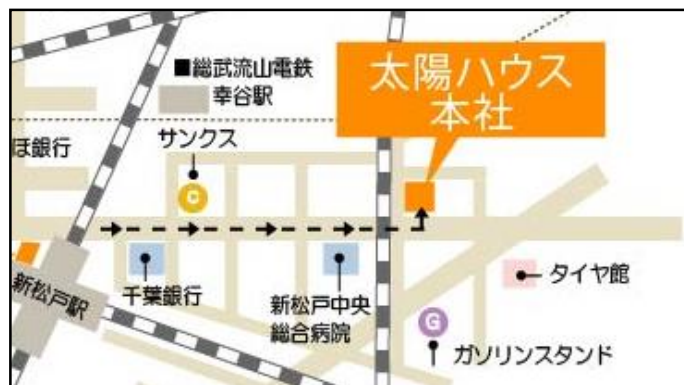 ■総武流山電鉄
幸谷駅
太陽ハウス
本社
サンクス
ほ銀行
C
千葉銀行
新松戸中央
総合病院
タイヤ館
新松戸駅
G
ガソリンスタンド